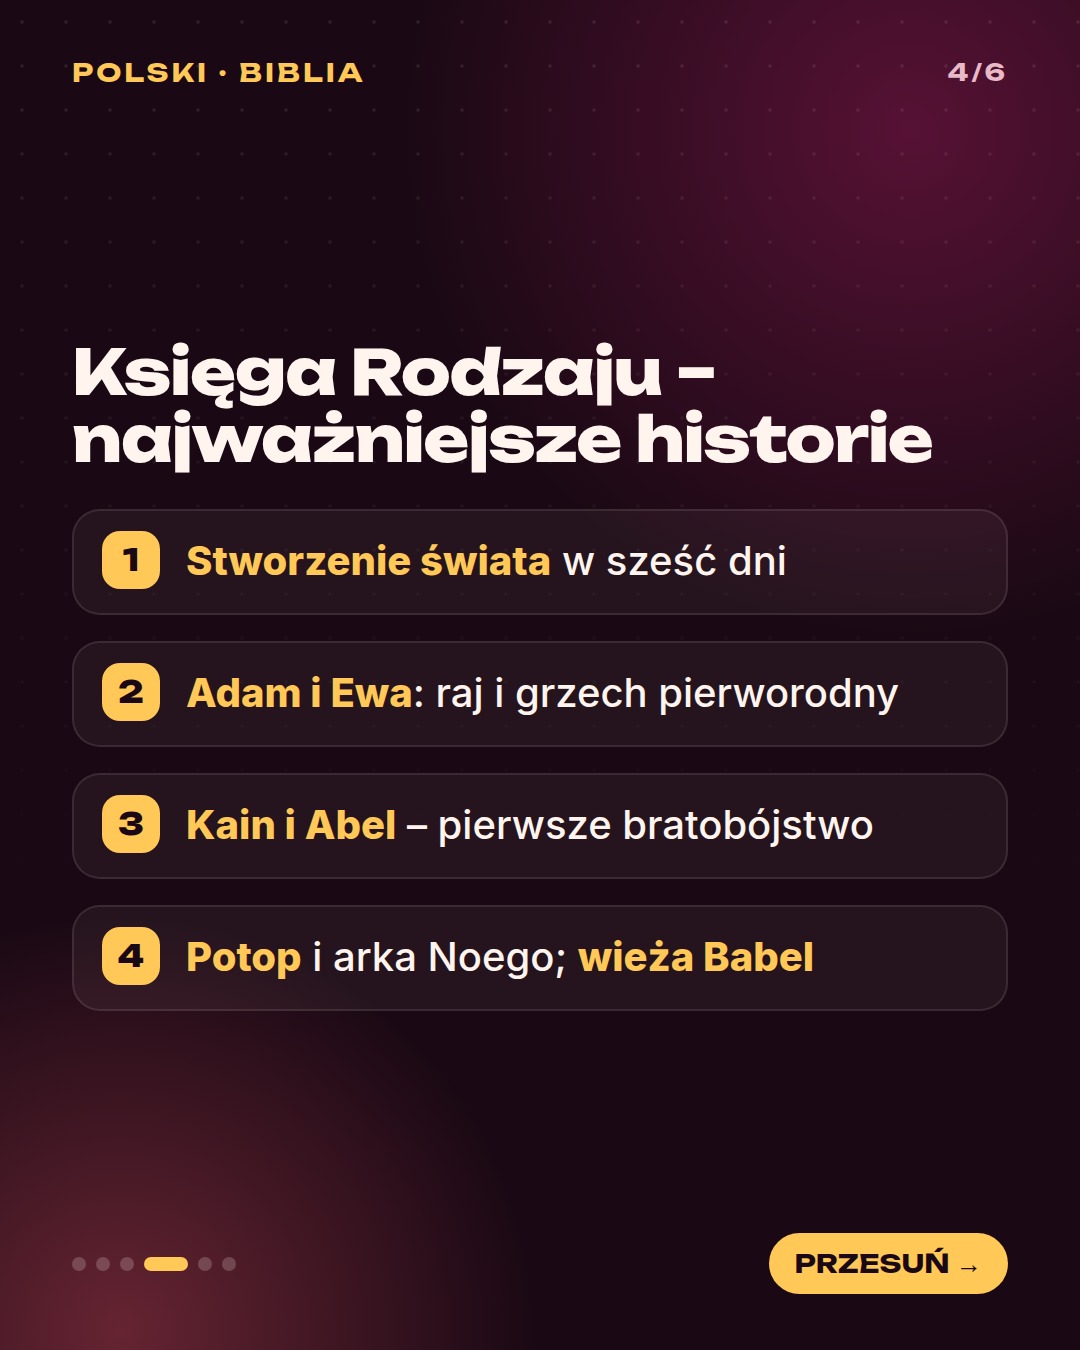 POLSKI · BIBLIA
4/6
Księga Rodzaju –
najważniejsze historie
1 Stworzenie świata w sześć dni
2 Adam i Ewa: raj i grzech pierworodny
3 Kain i Abel – pierwsze bratobójstwo
4 Potop i arka Noego; wieża Babel
PRZESUŃ →